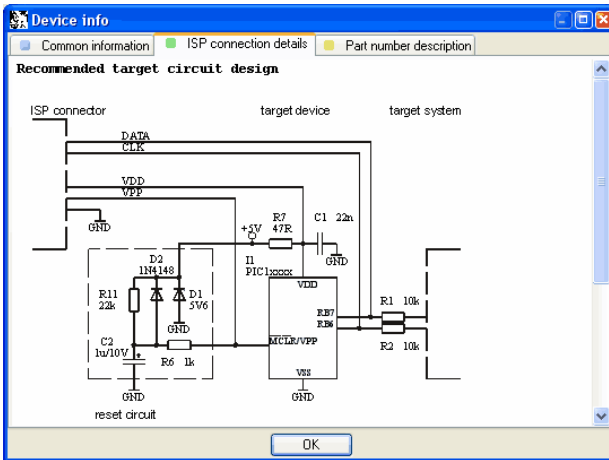 Device info
Common information
ISP connection details
Part number description
Recommended target circuit design
ISP connector
target device
target system
DATA
CLK
VDD
VPP
GND
R7
47R
C1 22n
+5V
GND
D2
1N4148
I1
PIC1xxxx
VDD
R11
22k
D1
5V6
GND
RB7
RB6
R1 10k
R2 10k
C2
1u/10V
R6 1k
MCLR/VPP
VSS
GND
GND
reset circuit
OK